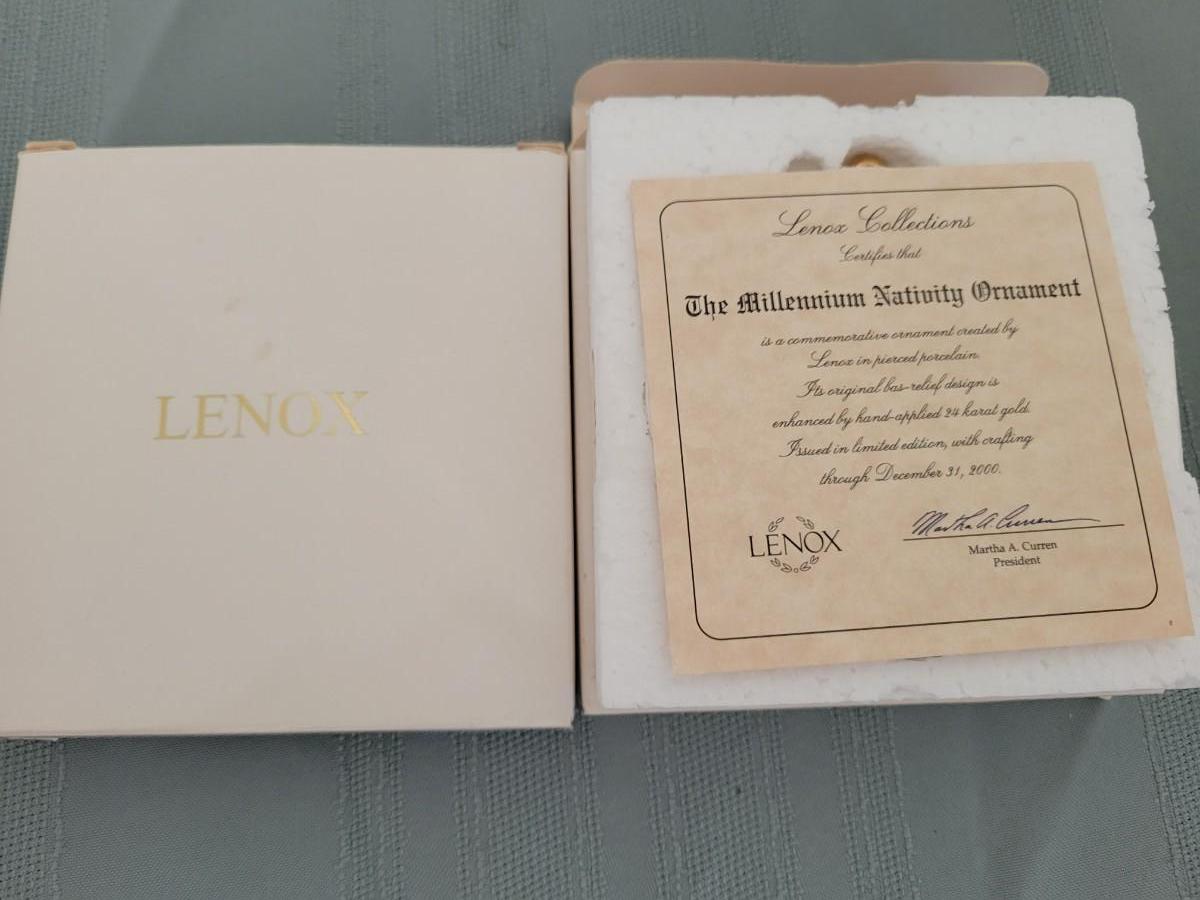 LENOX
Lenox Collections
Certifies that
The Millennium Nativity Ornament
is a commemorative ornament created by
Lenox in pierced porcelain.
Its original bas-relief design is
enhanced by hand-applied 24 karat gold.
Issued in limited edition, with crafting
through December 31, 2000.
LENOX
Martha A. Curren
Martha A. Curren
President